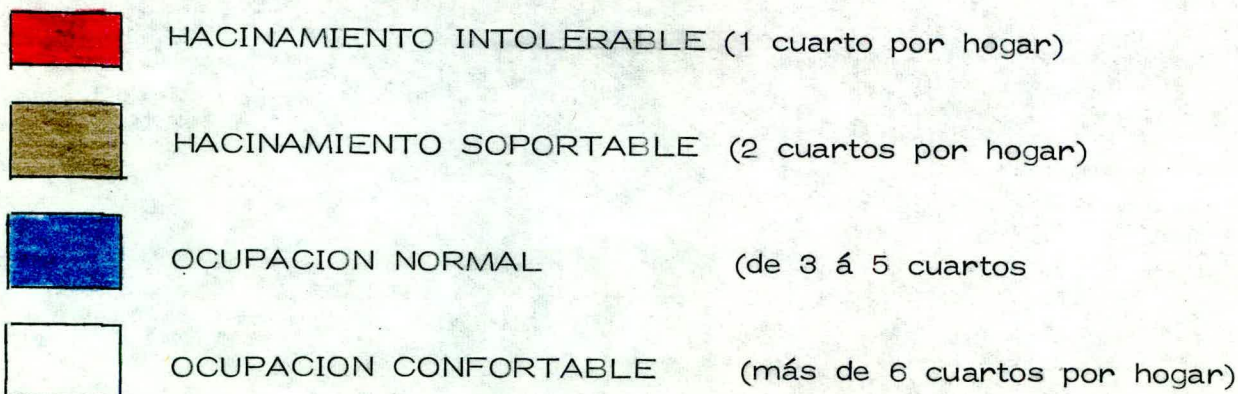 HACINAMIENTO INTOLERABLE (1 cuarto por hogar)
HACINAMIENTO SOPORTABLE (2 cuartos por hogar)
OCUPACION NORMAL (de 3 á 5 cuartos
OCUPACION CONFORTABLE (más de 6 cuartos por hogar)